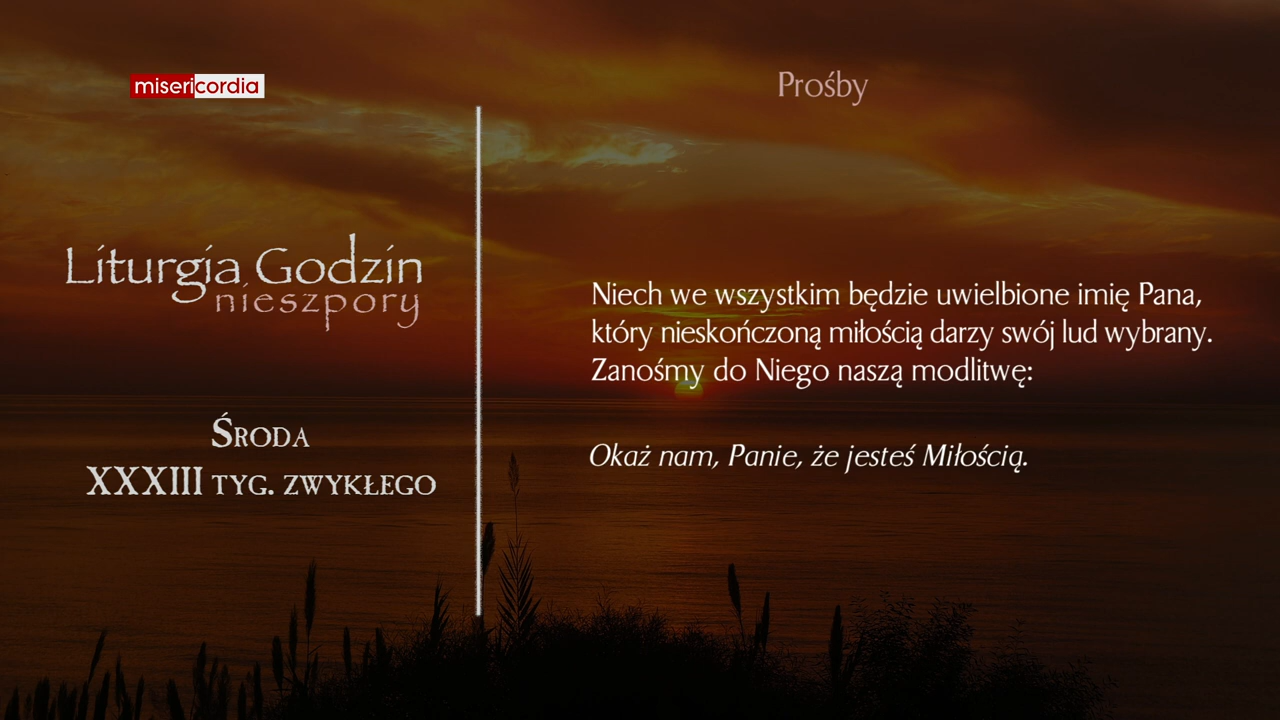 misericordia
Liturgia Godzin
nieszpory
Środa
XXXIII tyg. zwykłego
Prośby
Niech we wszystkim będzie uwielbione imię Pana,
który nieskończoną miłością darzy swój lud wybrany.
Zanośmy do Niego naszą modlitwę:
Okaż nam, Panie, że jesteś Miłością.